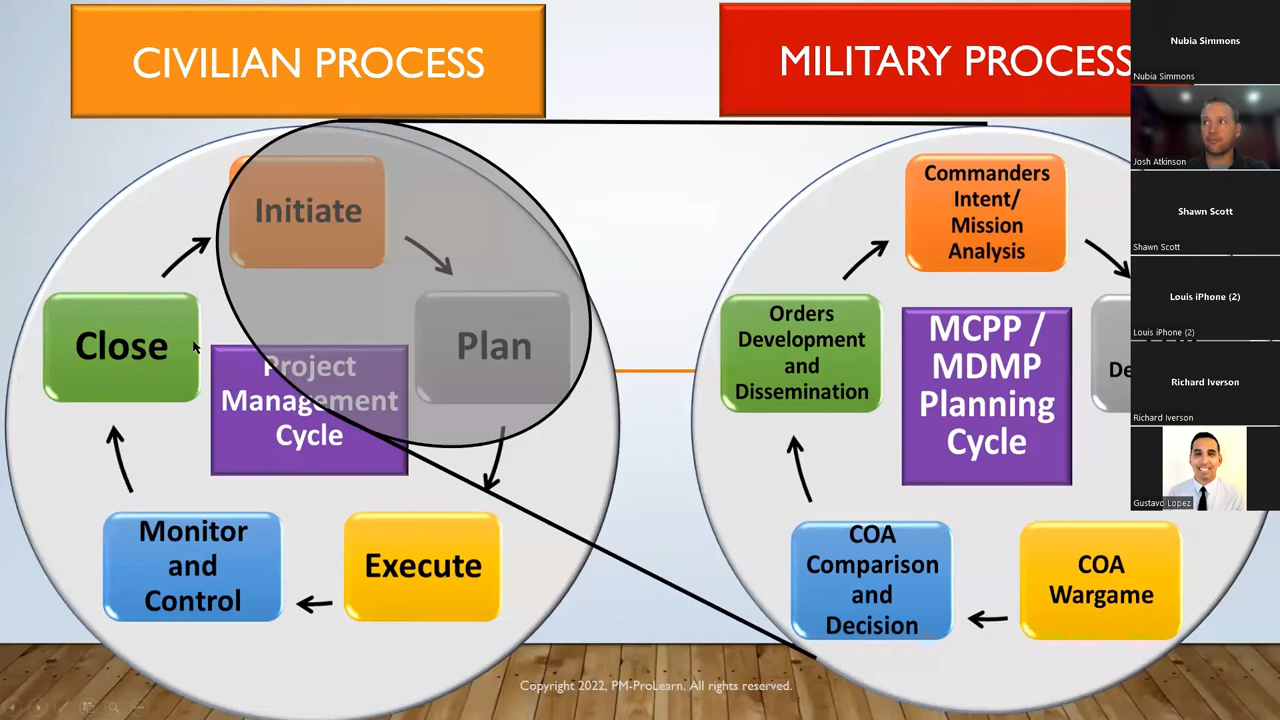 CIVILIAN PROCESS
MILITARY PROCESS
Initiate
Plan
Close
Project
Management
Cycle
Monitor
and
Control
Execute
Commanders
Intent/
Mission
Analysis
Orders
Development
and
Dissemination
MCPP /
MDMP
Planning
Cycle
De
COA
Comparison
and
Decision
COA
Wargame
Copyright 2022, PM-ProLearn. All rights reserved.
Nubia Simmons
Nubia Simmons
Josh Atkinson
Shawn Scott
Shawn Scott
Louis iPhone (2)
Louis iPhone (2)
Richard Iverson
Richard Iverson
Gustavo Lopez